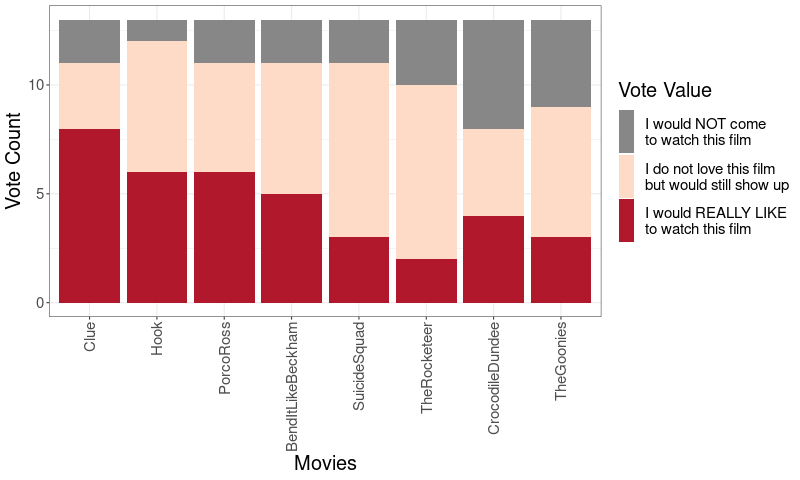 Vote Count
10
5
0
Clue
Hook
PorcoRoss
BendItLikeBeckham
SuicideSquad
TheRocketeer
CrocodileDundee
TheGoonies
Movies
Vote Value
I would NOT come
to watch this film
I do not love this film
but would still show up
I would REALLY LIKE
to watch this film